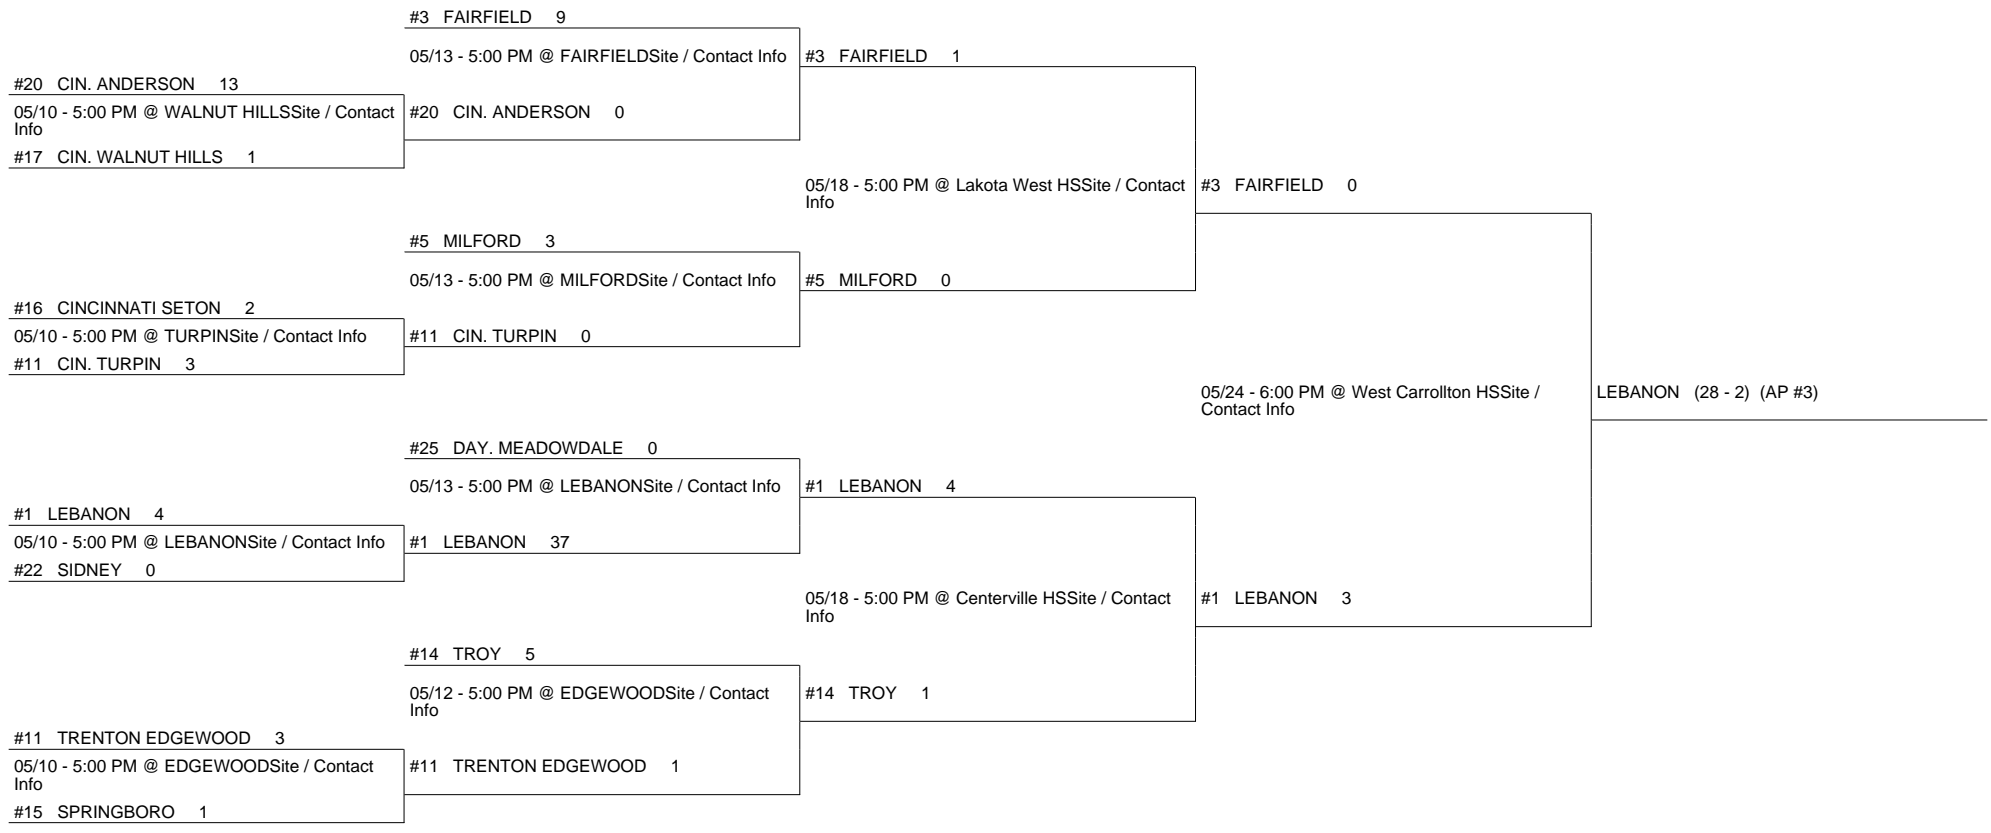 #3 FAIRFIELD 9
05/13 - 5:00 PM @ FAIRFIELDSite / Contact Info
#3 FAIRFIELD 1
#20 CIN. ANDERSON 13
05/10 - 5:00 PM @ WALNUT HILLSSite / Contact
Info
#20 CIN. ANDERSON 0
#17 CIN. WALNUT HILLS 1
05/18 - 5:00 PM @ Lakota West HSSite / Contact
Info
#3 FAIRFIELD 0
#5 MILFORD 3
05/13 - 5:00 PM @ MILFORDSite / Contact Info
#5 MILFORD 0
#16 CINCINNATI SETON 2
05/10 - 5:00 PM @ TURPINSite / Contact Info
#11 CIN. TURPIN 0
#11 CIN. TURPIN 3
05/24 - 6:00 PM @ West Carrollton HSSite /
Contact Info
LEBANON (28 - 2) (AP #3)
#25 DAY. MEADOWDALE 0
05/13 - 5:00 PM @ LEBANONSite / Contact Info
#1 LEBANON 4
#1 LEBANON 4
05/10 - 5:00 PM @ LEBANONSite / Contact Info
#1 LEBANON 37
#22 SIDNEY 0
05/18 - 5:00 PM @ Centerville HSSite / Contact
Info
#1 LEBANON 3
#14 TROY 5
05/12 - 5:00 PM @ EDGEWOODSite / Contact
Info
#14 TROY 1
#11 TRENTON EDGEWOOD 3
05/10 - 5:00 PM @ EDGEWOODSite / Contact
Info
#11 TRENTON EDGEWOOD 1
#15 SPRINGBORO 1